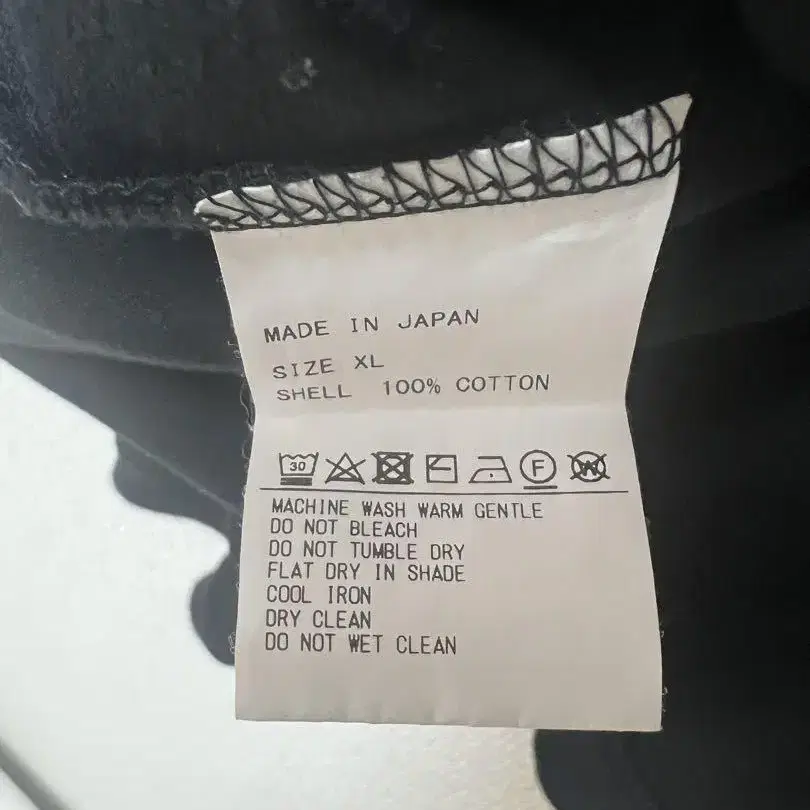 MADE IN JAPAN
SIZE XL
SHELL 100% COTTON
30 F W
MACHINE WASH WARM GENTLE
DO NOT BLEACH
DO NOT TUMBLE DRY
FLAT DRY IN SHADE
COOL IRON
DRY CLEAN
DO NOT WET CLEAN